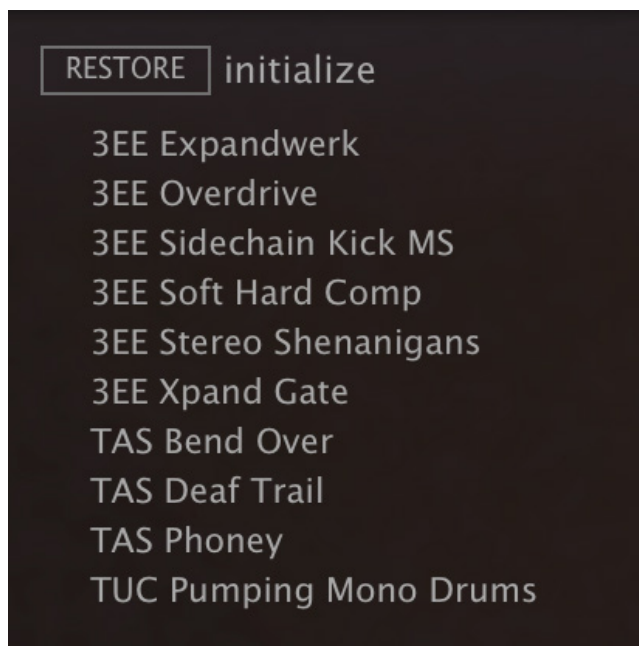 RESTORE initialize
3EE Expandwerk
3EE Overdrive
3EE Sidechain Kick MS
3EE Soft Hard Comp
3EE Stereo Shenanigans
3EE Xpand Gate
TAS Bend Over
TAS Deaf Trail
TAS Phoney
TUC Pumping Mono Drums